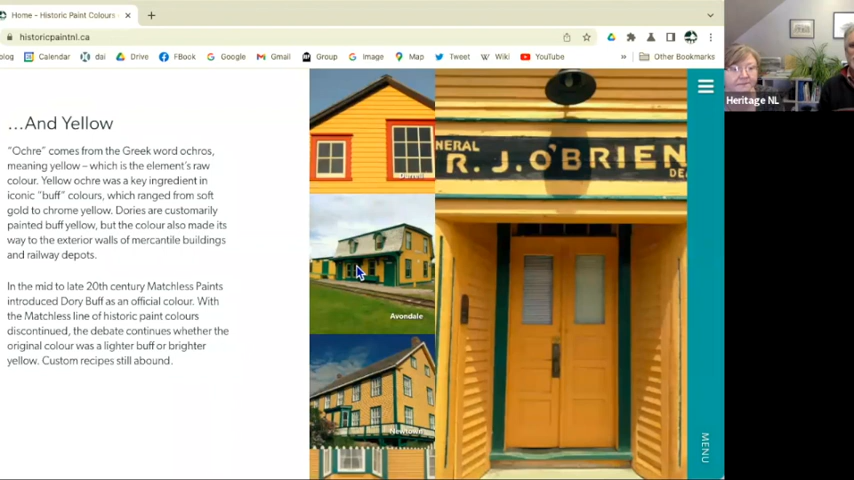 Home - Historic Paint Colours
historicpaintnl.ca
olog
Calendar
dai
Drive
FBook
Google
Gmail
Group
Image
Map
Tweet
Wiki
YouTube
»
Other Bookmarks
Heritage NL
...And Yellow
"Ochre" comes from the Greek word ochros,
meaning yellow – which is the element's raw
colour. Yellow ochre was a key ingredient in
iconic "buff" colours, which ranged from soft
gold to chrome yellow. Dories are customarily
painted buff yellow, but the colour also made its
way to the exterior walls of mercantile buildings
and railway depots.
In the mid to late 20th century Matchless Paints
introduced Dory Buff as an official colour. With
the Matchless line of historic paint colours
discontinued, the debate continues whether the
original colour was a lighter buff or brighter
yellow. Custom recipes still abound.
Avondale
Newtown
NERAL
R. J. O'BRIEN
DE
MENU